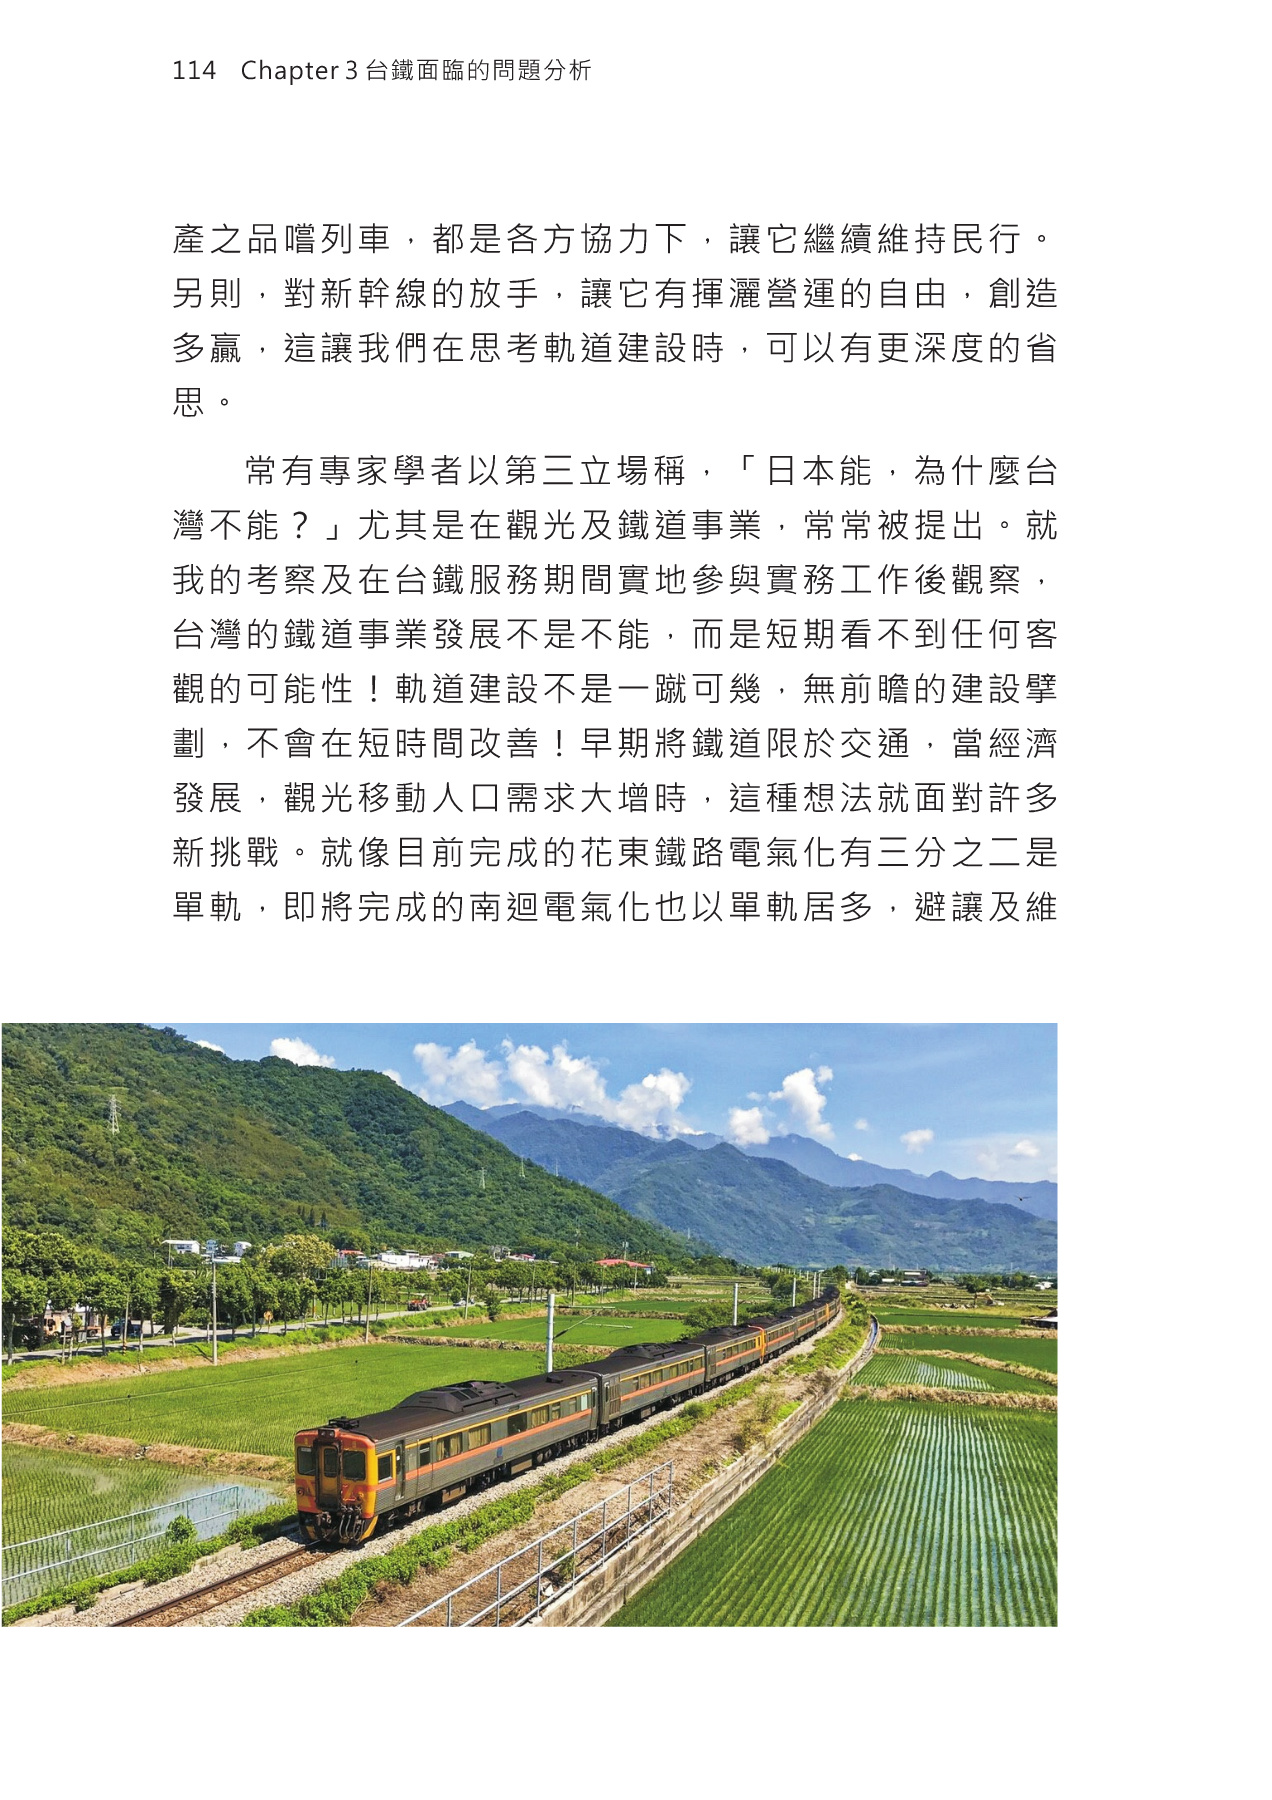 114 Chapter 3 台鐵面臨的問題分析
產之品嚐列車，都是各方協力下，讓它繼續維持民行。
另則，對新幹線的放手，讓它有揮灑營運的自由，創造
多贏，這讓我們在思考軌道建設時，可以有更深度的省
思。
常有專家學者以第三立場稱，「日本能，為什麼台
灣不能？」尤其是在觀光及鐵道事業，常常被提出。就
我的考察及在台鐵服務期間實地參與實務工作後觀察，
台灣的鐵道事業發展不是不能，而是短期看不到任何客
觀的可能性！軌道建設不是一蹴可幾，無前瞻的建設擘
劃，不會在短時間改善！早期將鐵道限於交通，當經濟
發展，觀光移動人口需求大增時，這種想法就面對許多
新挑戰。就像目前完成的花東鐵路電氣化有三分之二是
單軌，即將完成的南迴電氣化也以單軌居多，避讓及維